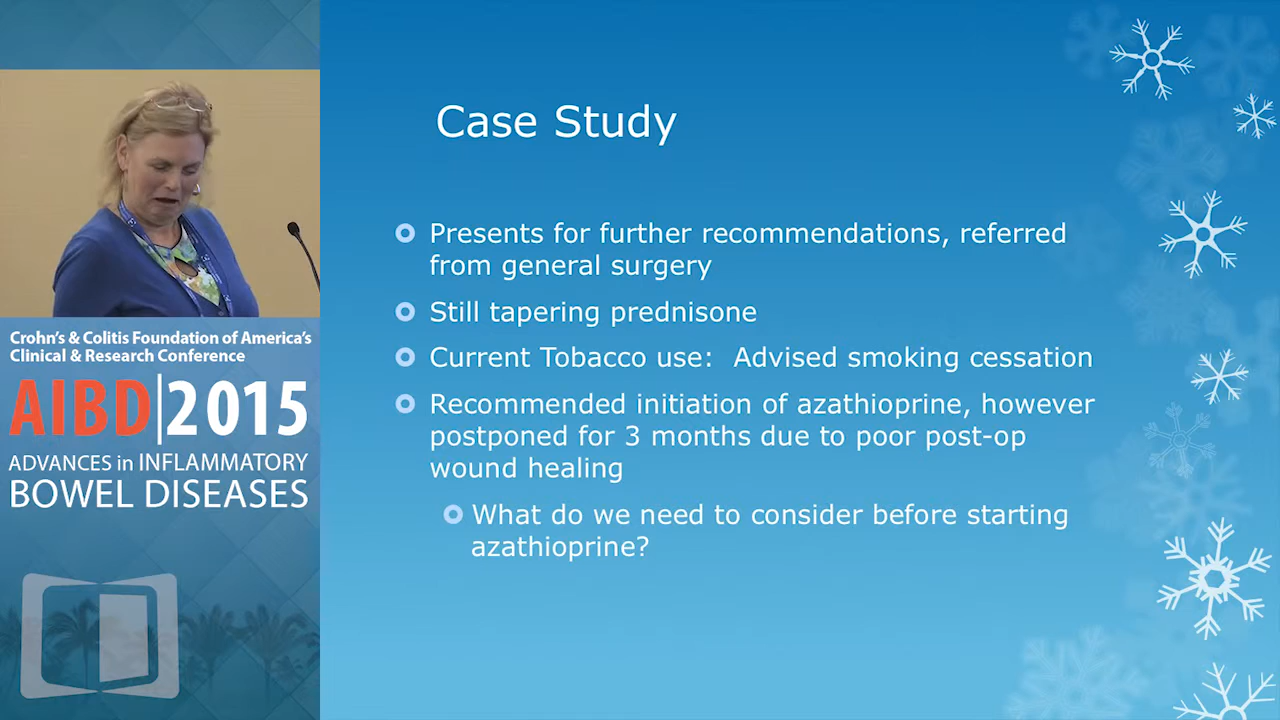 Case Study
Presents for further recommendations, referred
from general surgery
Still tapering prednisone
Current Tobacco use:  Advised smoking cessation
Recommended initiation of azathioprine, however
postponed for 3 months due to poor post-op
wound healing
What do we need to consider before starting
azathioprine?
Crohn's & Colitis Foundation of America's
Clinical & Research Conference
AIBD|2015
ADVANCES in INFLAMMATORY
BOWEL DISEASES